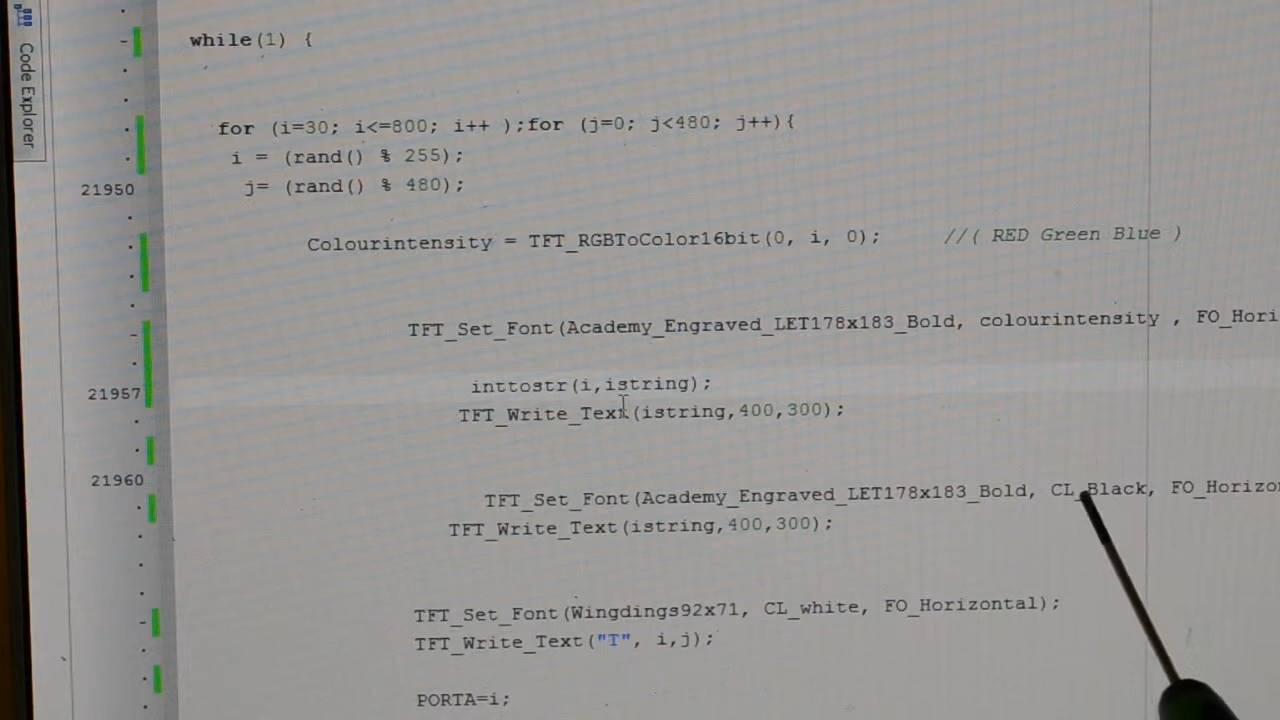 Code Explorer
while(1) {
for (i=30; i<=800; i++ );for (j=0; j<480; j++){
i = (rand() % 255);
21950
j= (rand() % 480);
Colourintensity = TFT_RGBToColor16bit(0, i, 0); //( RED Green Blue )
TFT_Set_Font(Academy_Engraved_LET178x183_Bold, colourintensity , FO_Hori
21957
inttostr(i,istring);
TFT_Write_Text(istring,400,300);
21960
TFT_Set_Font(Academy_Engraved_LET178x183_Bold, CL_Black, FO_Horizo
TFT_Write_Text(istring,400,300);
TFT_Set_Font(Wingdings92x71, CL_white, FO_Horizontal);
TFT_Write_Text("T", i,j);
PORTA=i;